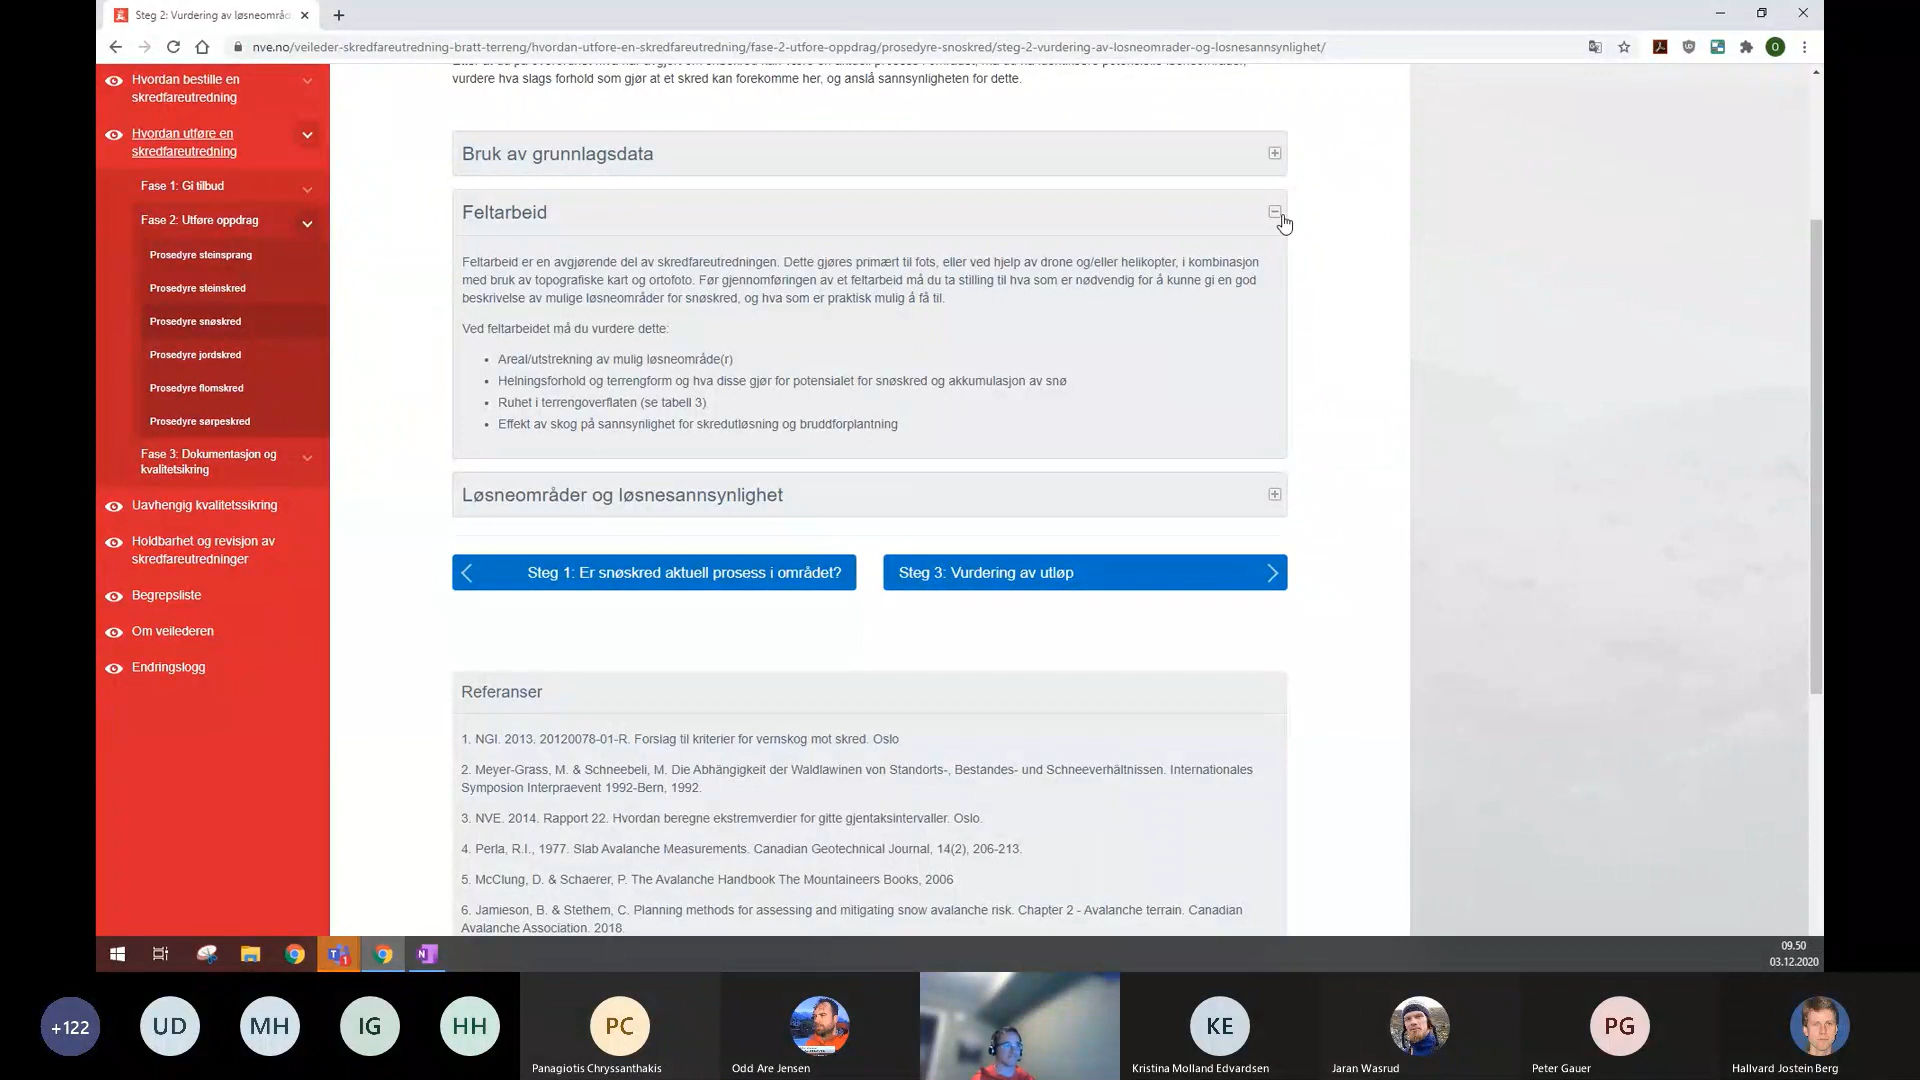 Steg 2: Vurdering av løsneområd
nve.no/veileder-skredfareutredning-bratt-terreng/hvordan-utfore-en-skredfareutredning/fase-2-utfore-oppdrag/prosedyre-snoskred/steg-2-vurdering-av-losneomrader-og-losnesannsynlighet/
O
Hvordan bestille en
skredfareutredning
Hvordan utføre en
skredfareutredning
Fase 1: Gi tilbud
Fase 2: Utføre oppdrag
Prosedyre steinsprang
Prosedyre steinskred
Prosedyre snøskred
Prosedyre jordskred
Prosedyre flomskred
Prosedyre sørpeskred
Fase 3: Dokumentasjon og
kvalitetsikring
Uavhengig kvalitetssikring
Holdbarhet og revisjon av
skredfareutredninger
Begrepsliste
Om veilederen
Endringslogg
vurdere hva slags forhold som gjør at et skred kan forekomme her, og anslå sannsynligheten for dette.
Bruk av grunnlagsdata
Feltarbeid
Feltarbeid er en avgjørende del av skredfareutredningen. Dette gjøres primært til fots, eller ved hjelp av drone og/eller helikopter, i kombinasjon
med bruk av topografiske kart og ortofoto. Før gjennomføringen av et feltarbeid må du ta stilling til hva som er nødvendig for å kunne gi en god
beskrivelse av mulige løsneområder for snøskred, og hva som er praktisk mulig å få til.
Ved feltarbeidet må du vurdere dette:
• Areal/utstrekning av mulig løsneområde(r)
• Helningsforhold og terrengform og hva disse gjør for potensialet for snøskred og akkumulasjon av snø
• Ruhet i terrengoverflaten (se tabell 3)
• Effekt av skog på sannsynlighet for skredutløsning og bruddforplantning
Løsneområder og løsnesannsynlighet
Steg 1: Er snøskred aktuell prosess i området?
Steg 3: Vurdering av utløp
Referanser
1. NGI. 2013. 20120078-01-R. Forslag til kriterier for vernskog mot skred. Oslo
2. Meyer-Grass, M. & Schneebeli, M. Die Abhängigkeit der Waldlawinen von Standorts-, Bestandes- und Schneeverhältnissen. Internationales
Symposion Interpraevent 1992-Bern, 1992.
3. NVE. 2014. Rapport 22. Hvordan beregne ekstremverdier for gitte gjentaksintervaller. Oslo.
4. Perla, R.I., 1977. Slab Avalanche Measurements. Canadian Geotechnical Journal, 14(2), 206-213.
5. McClung, D. & Schaerer, P. The Avalanche Handbook The Mountaineers Books, 2006
6. Jamieson, B. & Stethem, C. Planning methods for assessing and mitigating snow avalanche risk. Chapter 2 - Avalanche terrain. Canadian
Avalanche Association. 2018.
09.50
03.12.2020
+122
UD
MH
IG
HH
PC
Panagiotis Chryssanthakis
Odd Are Jensen
KE
Kristina Molland Edvardsen
Jaran Wasrud
PG
Peter Gauer
Hallvard Jostein Berg